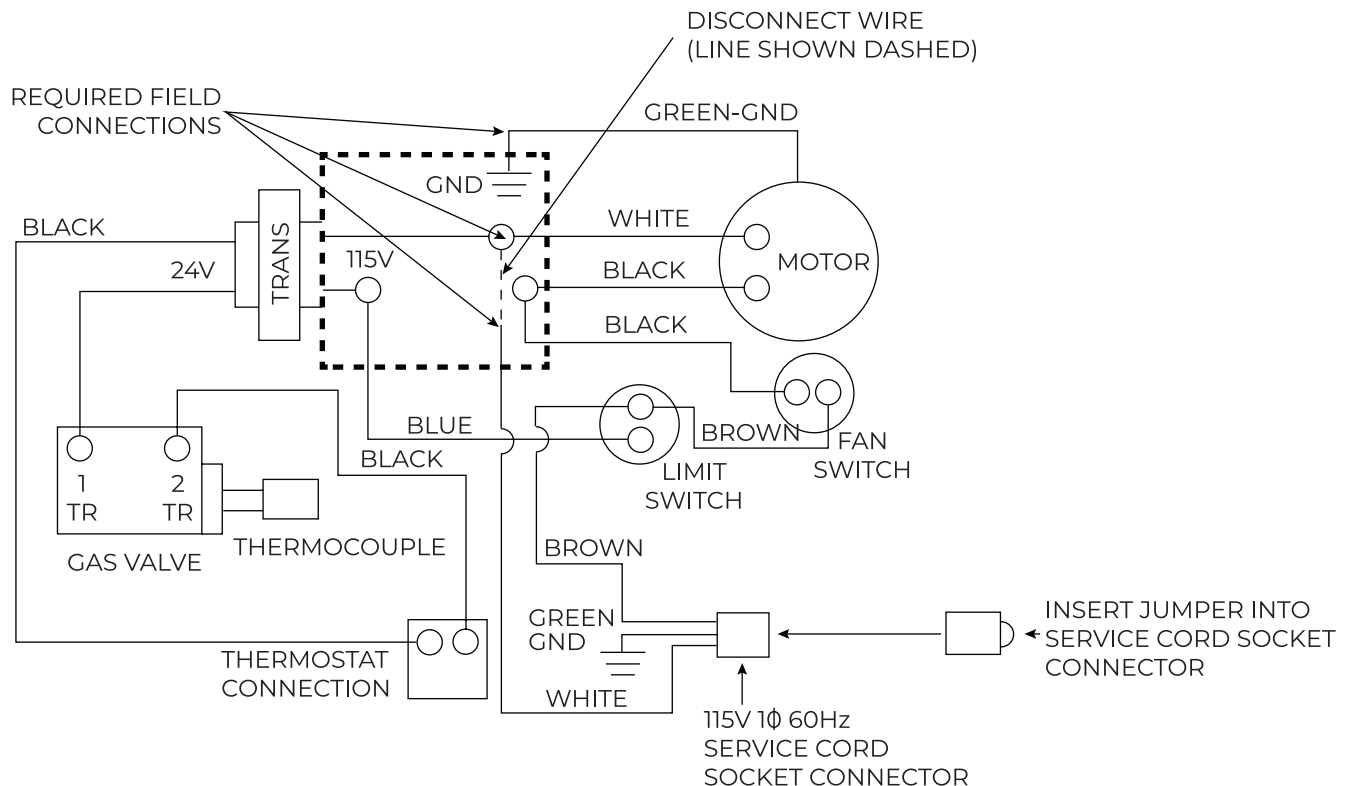 DISCONNECT WIRE
(LINE SHOWN DASHED)
REQUIRED FIELD
CONNECTIONS
GREEN-GND
GND
BLACK
WHITE
TRANS
115V
MOTOR
24V
BLACK
BLACK
BLUE
BROWN
FAN
SWITCH
BLACK
LIMIT
SWITCH
1
TR
2
TR
THERMOCOUPLE
GAS VALVE
BROWN
GREEN
GND
INSERT JUMPER INTO
SERVICE CORD SOCKET
CONNECTOR
THERMOSTAT
CONNECTION
WHITE
115V 1Φ 60Hz
SERVICE CORD
SOCKET CONNECTOR